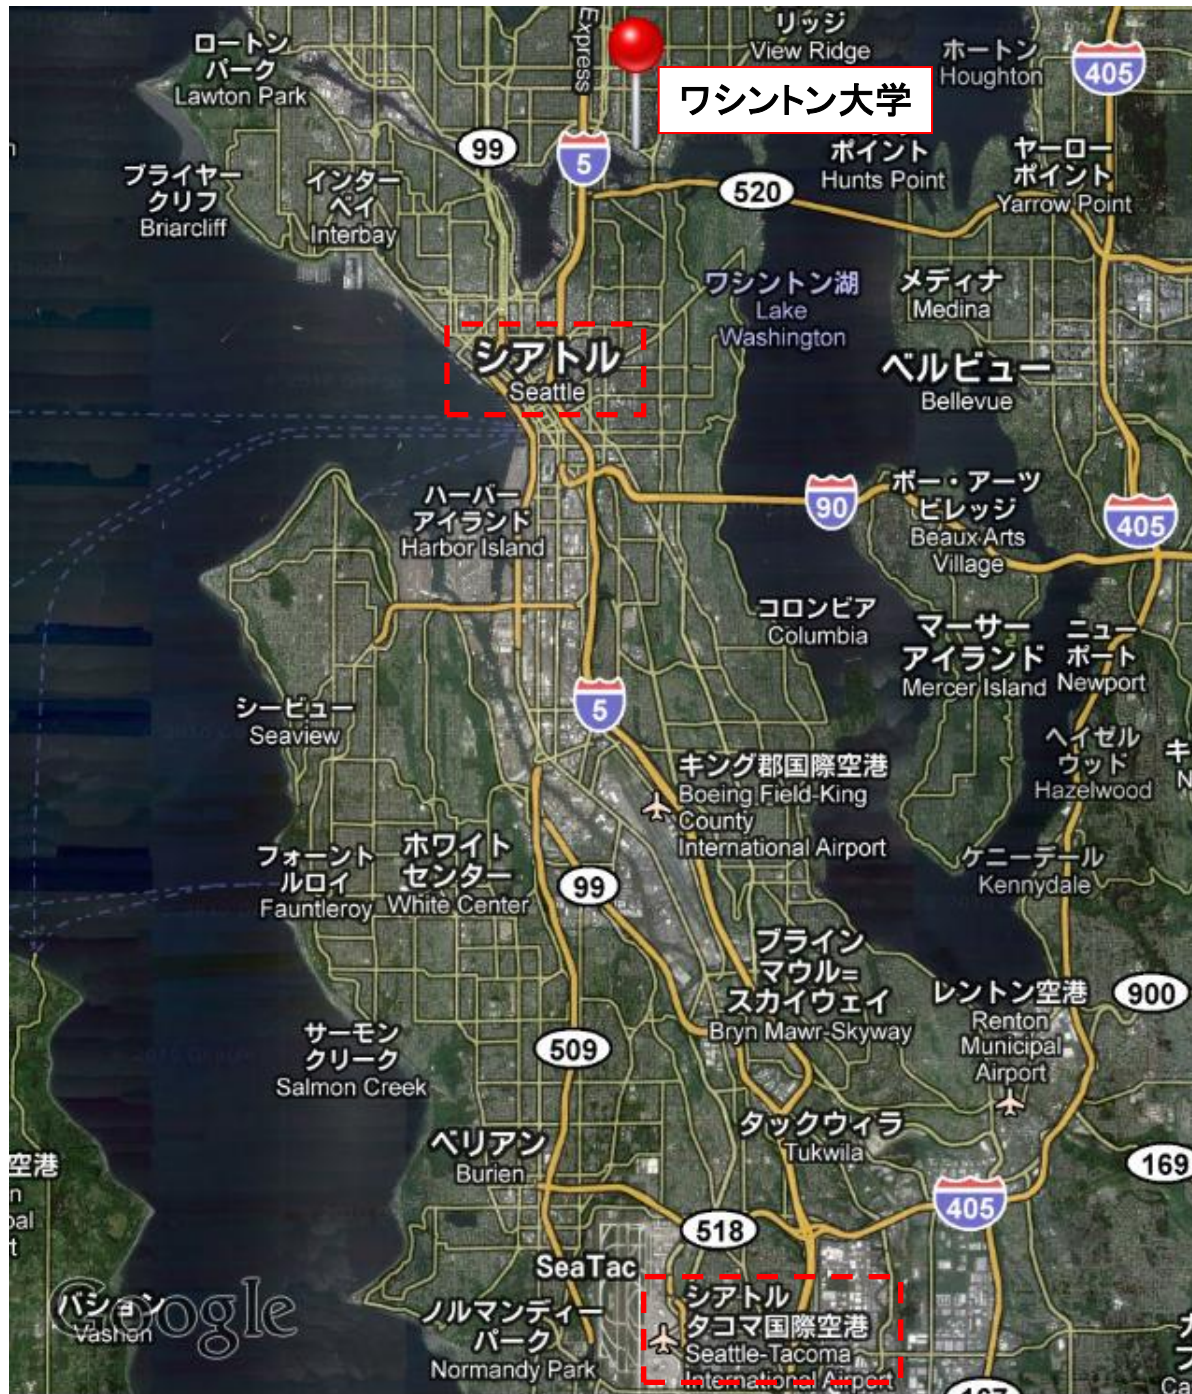 Express
リッジ
View Ridge
ロートン
パーク
Lawton Park
ホートン
Houghton
405
ワシントン大学
99
5
ポイント
Hunts Point
ヤーロー
ポイント
Yarrow Point
ブライヤー
クリフ
Briarcliff
インター
ベイ
Interbay
520
ワシントン湖
Lake
Washington
メディナ
Medina
シアトル
Seattle
ベルビュー
Bellevue
ハーバー
アイランド
Harbor Island
90
ボー・アーツ
ビレッジ
Beaux Arts
Village
405
コロンビア
Columbia
マーサー
アイランド
Mercer Island
ニュー
ポート
Newport
シービュー
Seaview
5
ヘイゼル
ウッド
Hazelwood
キ
N
キング郡国際空港
Boeing Field-King
County
International Airport
フォーント
ルロイ
Fauntleroy
ホワイト
センター
White Center
99
ケニーデール
Kennydale
ブライン
マウル=
スカイウェイ
Bryn Mawr-Skyway
レントン空港
Renton
Municipal
Airport
900
サーモン
クリーク
Salmon Creek
509
ベリアン
Burien
タックウィラ
Tukwila
空港
n
pal
t
169
405
518
SeaTac
シアトル
タコマ国際空港
Seattle-Tacoma
International Airport
バション
Vashon
Google
ノルマンディー
パーク
Normandy Park
167
フ
Ca